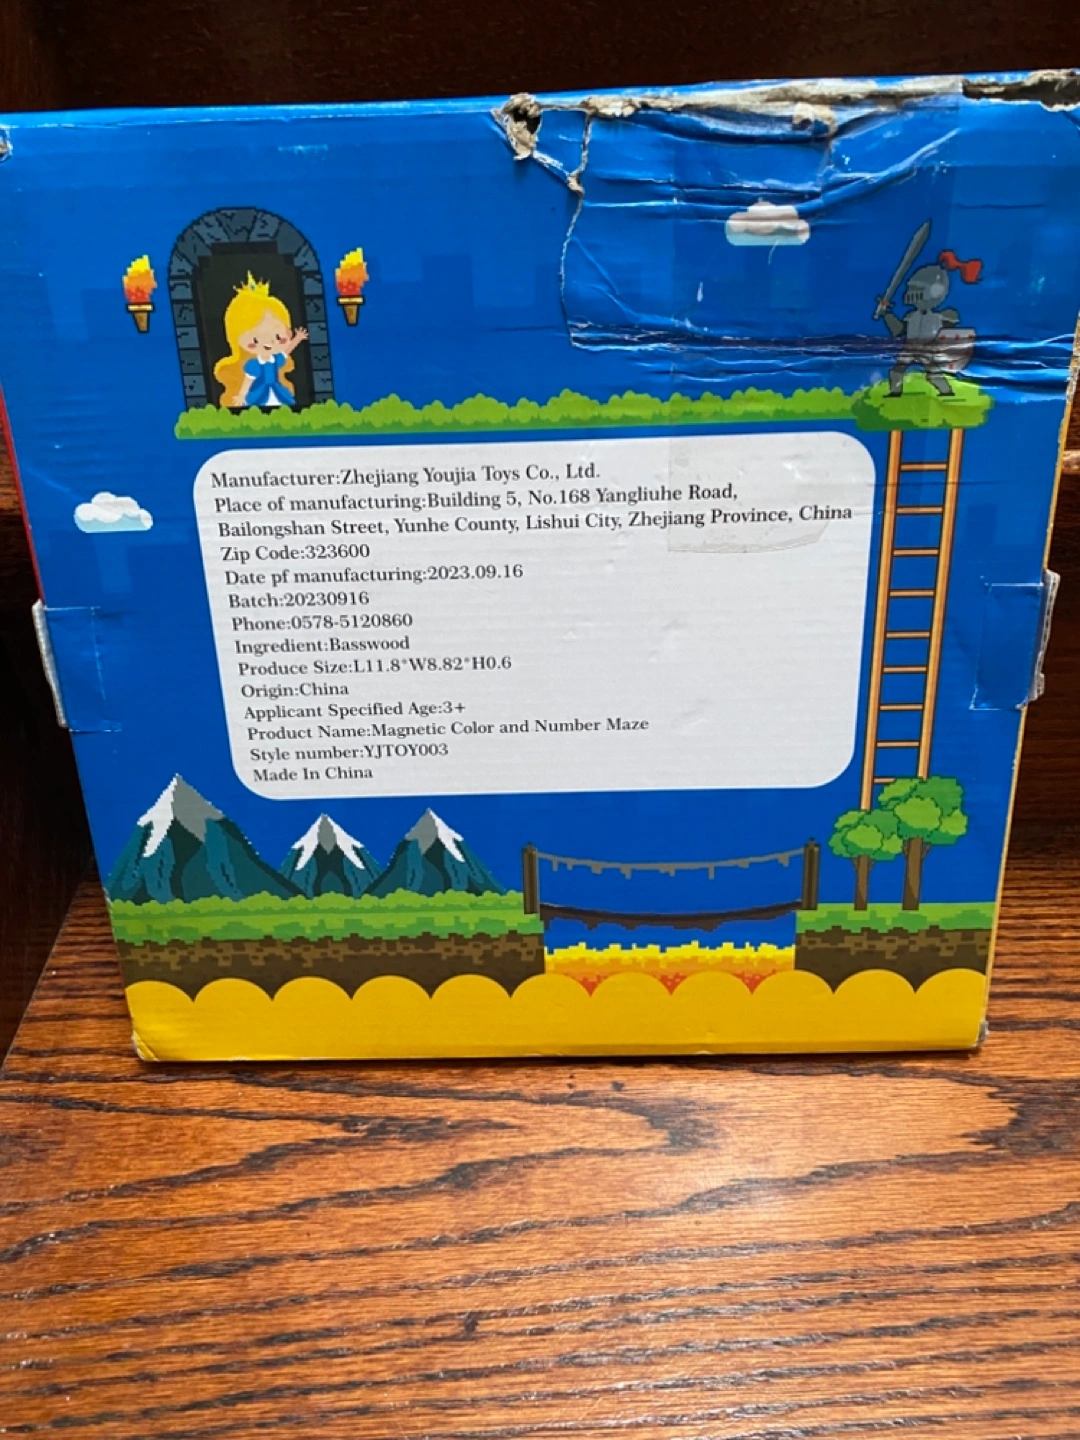 Manufacturer:Zhejiang Youjia Toys Co., Ltd.
Place of manufacturing:Building 5, No.168 Yangliuhe Road,
Bailongshan Street, Yunhe County, Lishui City, Zhejiang Province, China
Zip Code:323600
Date pf manufacturing:2023.09.16
Batch:20230916
Phone:0578-5120860
Ingredient:Basswood
Produce Size:L11.8*W8.82*H0.6
Origin:China
Applicant Specified Age:3+
Product Name:Magnetic Color and Number Maze
Style number:YJTOY003
Made In China